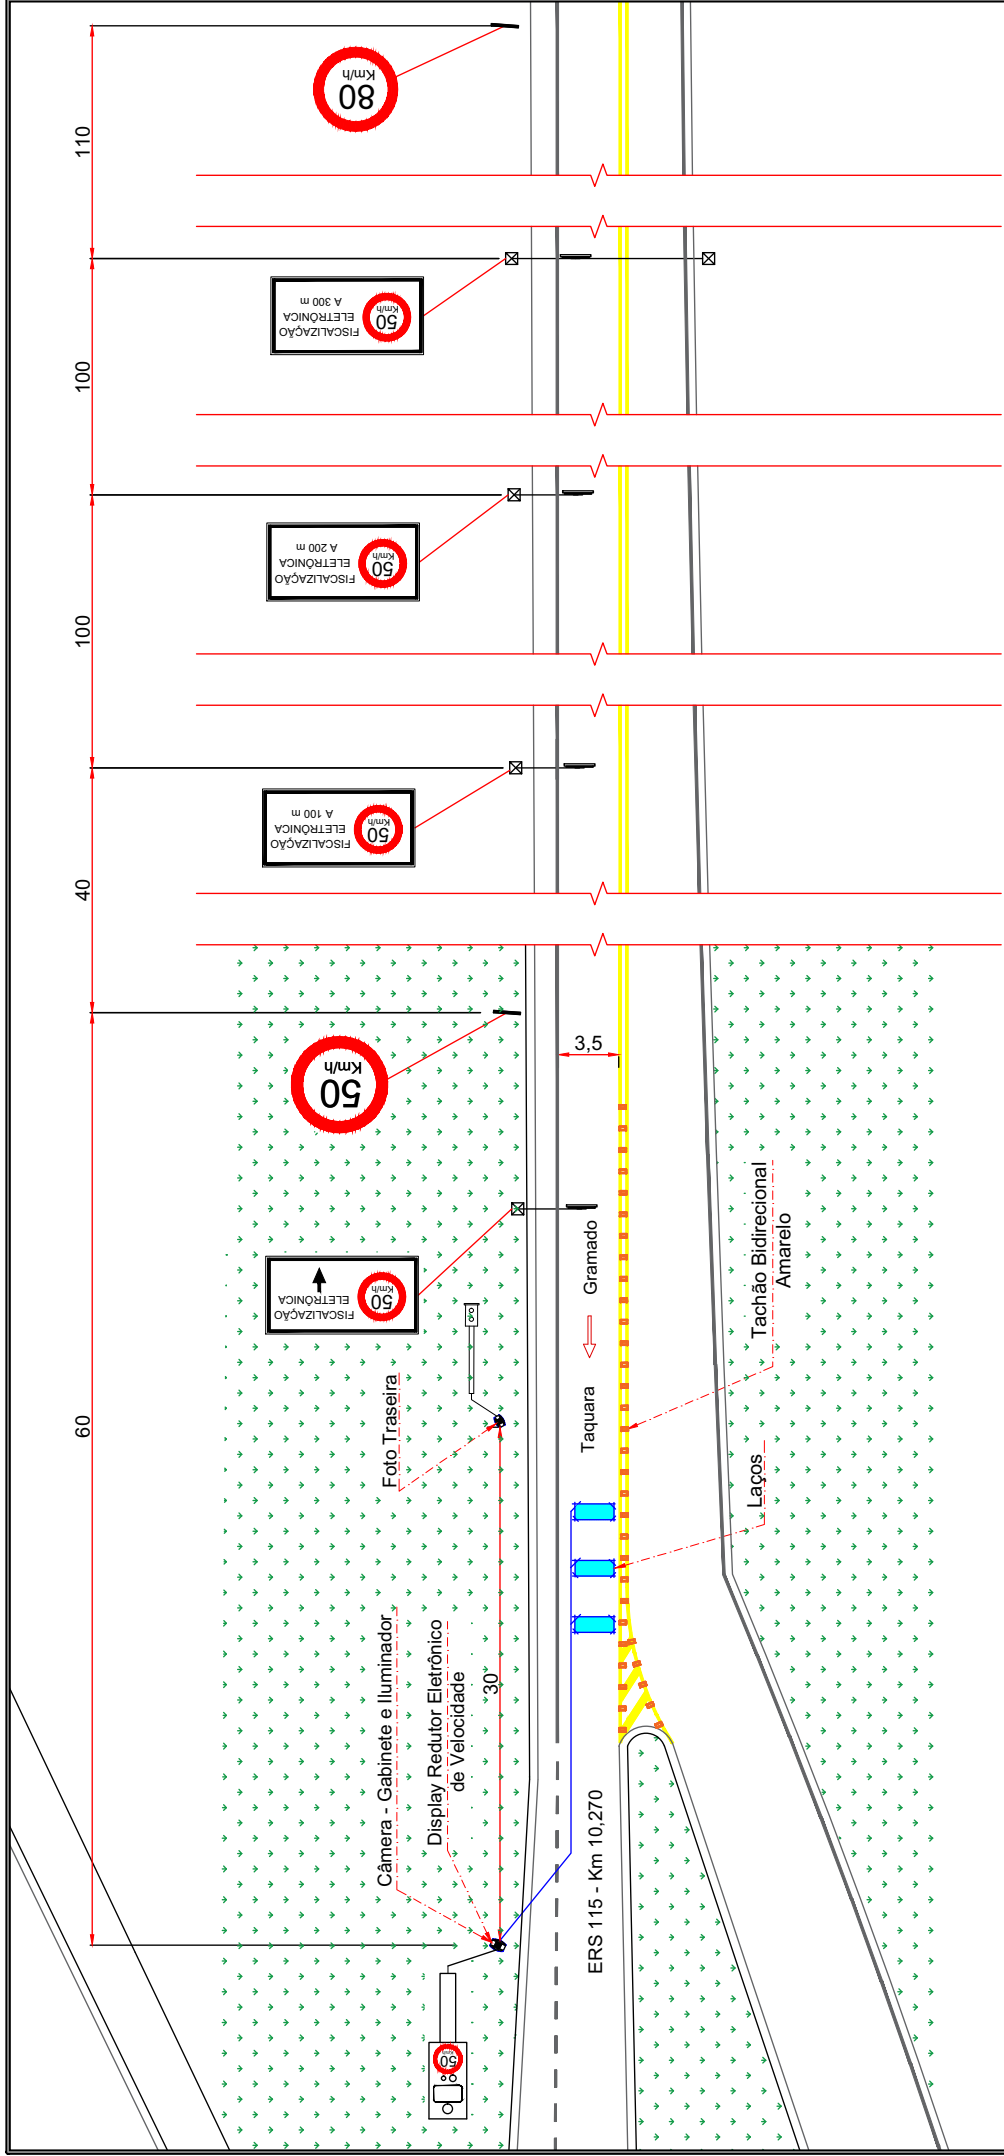 110
80
Km/h
FISCALIZAÇÃO
ELETRÔNICA
A 300 m
50
Km/h
100
FISCALIZAÇÃO
ELETRÔNICA
A 200 m
50
Km/h
100
FISCALIZAÇÃO
ELETRÔNICA
A 100 m
50
Km/h
40
50
Km/h
3,5
FISCALIZAÇÃO
ELETRÔNICA
50
Km/h
Gramado
Taquara
Tachão Bidirecional
Amarelo
60
Foto Traseira
Laços
Câmera - Gabinete e Iluminador
Display Redutor Eletrônico
de Velocidade
30
ERS 115 - Km 10,270
50
Km/h